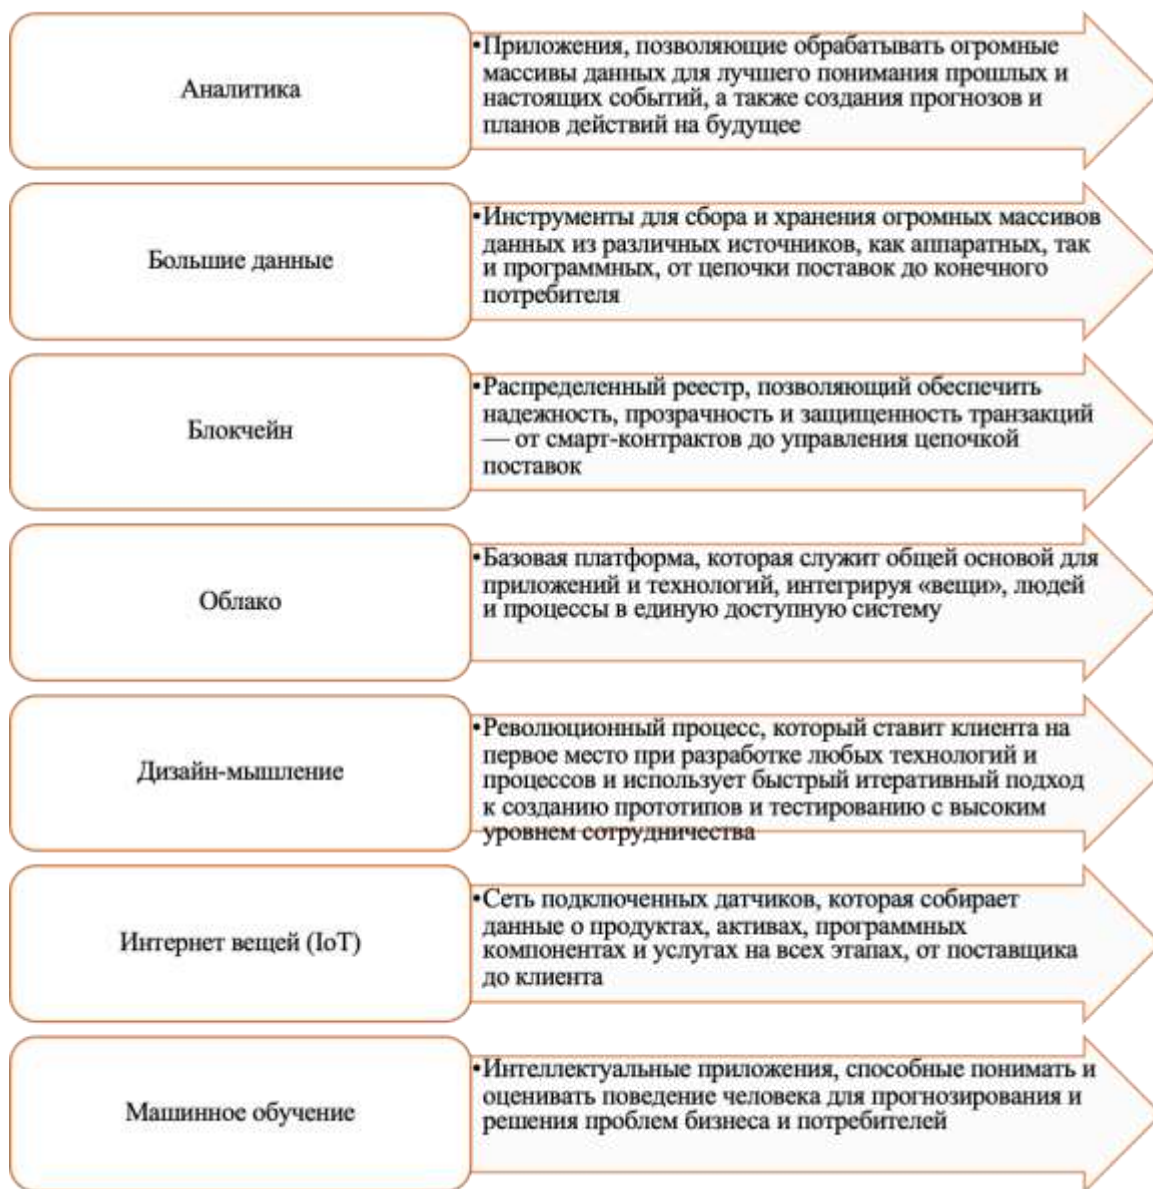 Аналитика
•Приложения, позволяющие обрабатывать огромные
массивы данных для лучшего понимания прошлых и
настоящих событий, а также создания прогнозов и
планов действий на будущее
Большие данные
•Инструменты для сбора и хранения огромных массивов
данных из различных источников, как аппаратных, так
и программных, от цепочки поставок до конечного
потребителя
Блокчейн
•Распределенный реестр, позволяющий обеспечить
надежность, прозрачность и защищенность транзакций
— от смарт-контрактов до управления цепочкой
поставок
Облако
•Базовая платформа, которая служит общей основой для
приложений и технологий, интегрируя «вещи», людей
и процессы в единую доступную систему
Дизайн-мышление
•Революционный процесс, который ставит клиента на
первое место при разработке любых технологий и
процессов и использует быстрый итеративный подход
к созданию прототипов и тестированию с высоким
уровнем сотрудничества
Интернет вещей (IoT)
•Сеть подключенных датчиков, которая собирает
данные о продуктах, активах, программных
компонентах и услугах на всех этапах, от поставщика
до клиента
Машинное обучение
•Интеллектуальные приложения, способные понимать и
оценивать поведение человека для прогнозирования и
решения проблем бизнеса и потребителей